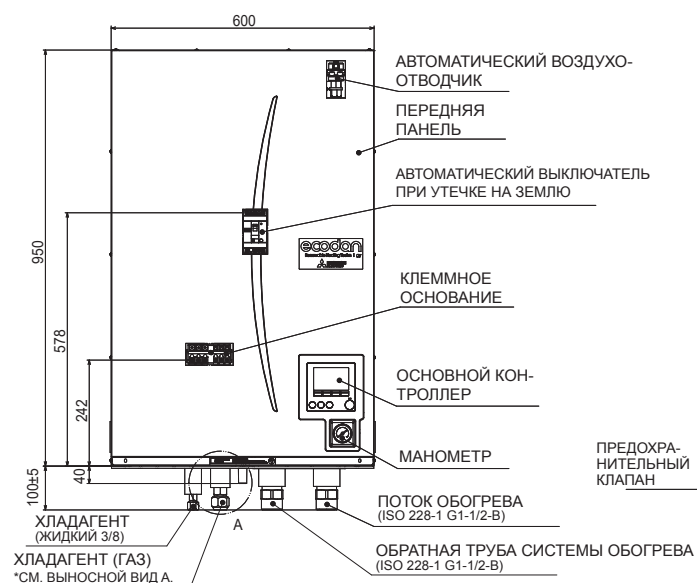 600
АВТОМАТИЧЕСКИЙ ВОЗДУХО-
ОТВОДЧИК
ПЕРЕДНЯЯ
ПАНЕЛЬ
АВТОМАТИЧЕСКИЙ ВЫКЛЮЧАТЕЛЬ
ПРИ УТЕЧКЕ НА ЗЕМЛЮ
950
578
ecodan
КЛЕММНОЕ
ОСНОВАНИЕ
242
ОСНОВНОЙ КОН-
ТРОЛЛЕР
МАНОМЕТР
ПРЕДОХРА-
НИТЕЛЬНЫЙ
КЛАПАН
100±5
40
A
ПОТОК ОБОГРЕВА
(ISO 228-1 G1-1/2-B)
ХЛАДАГЕНТ
(ЖИДКИЙ 3/8)
ОБРАТНАЯ ТРУБА СИСТЕМЫ ОБОГРЕВА
(ISO 228-1 G1-1/2-B)
ХЛАДАГЕНТ (ГАЗ)
*СМ. ВЫНОСНОЙ ВИД A.